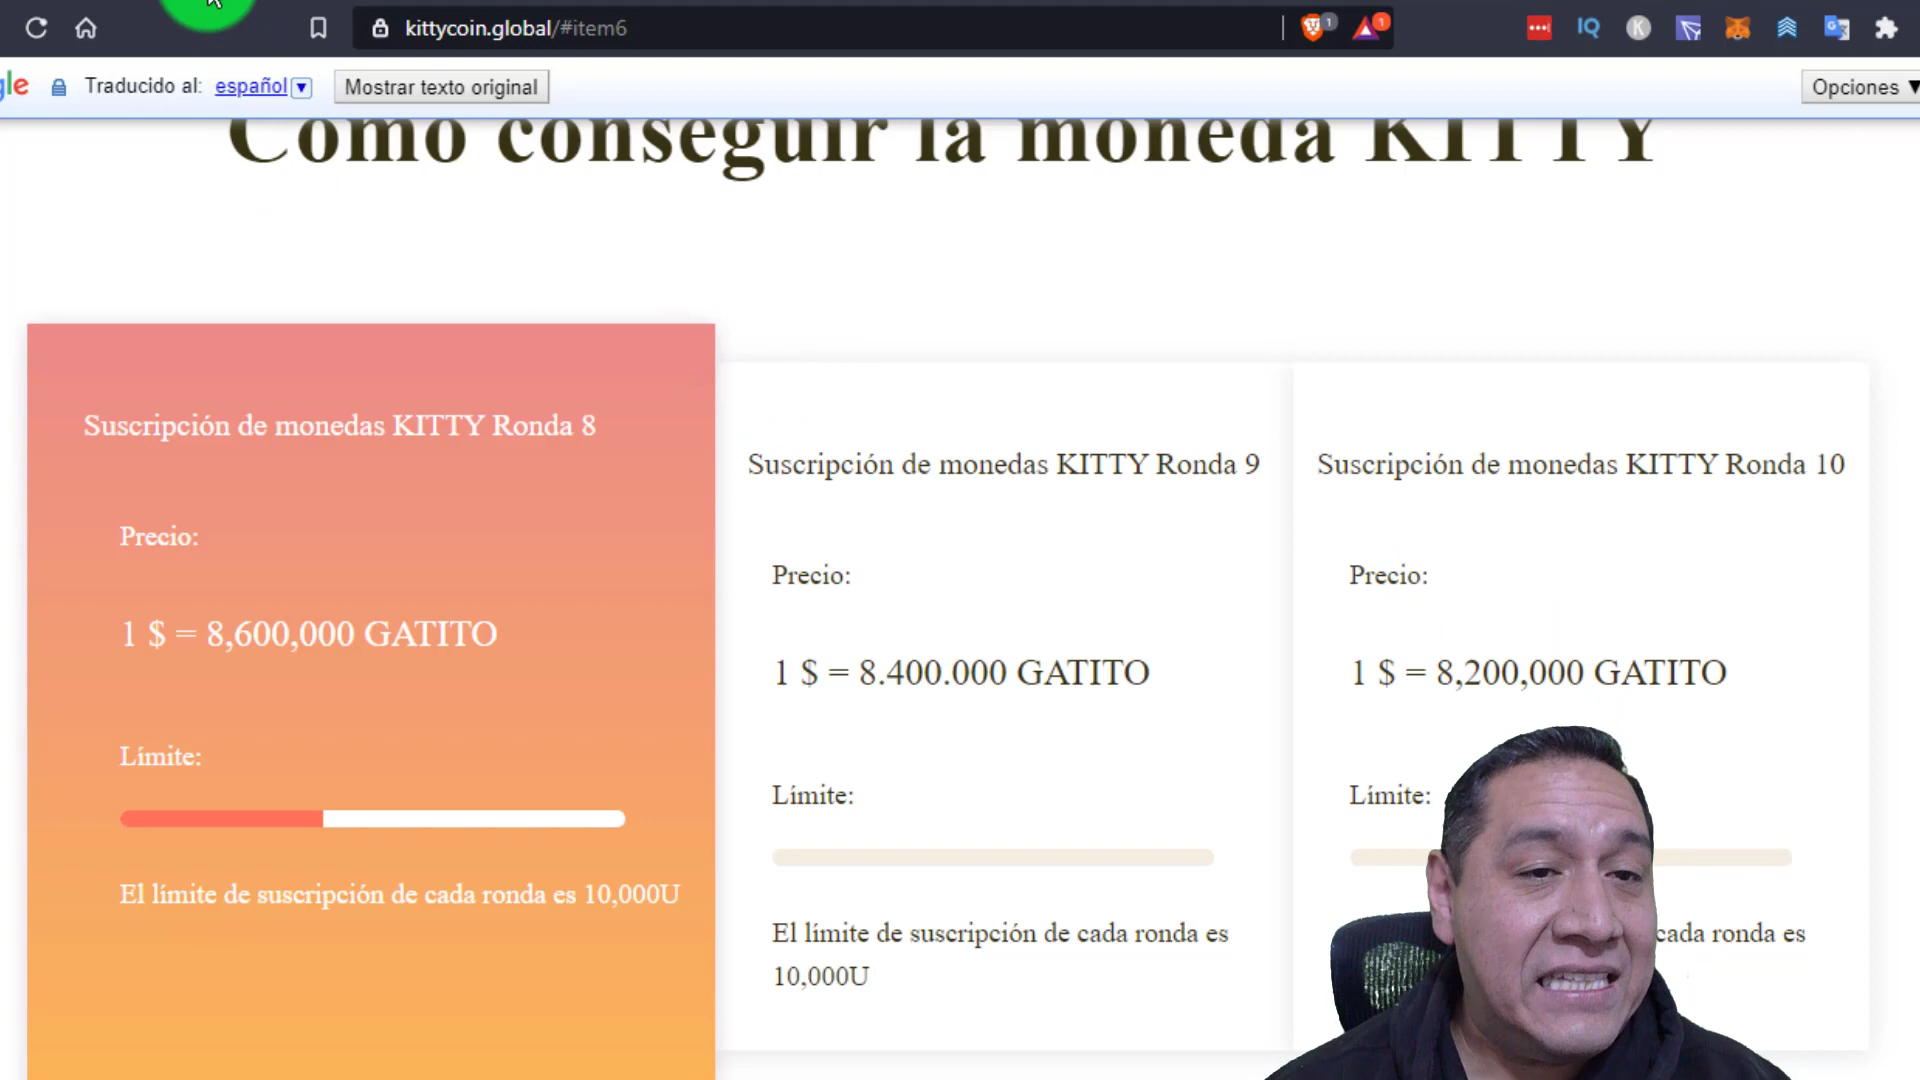 kittycoin.global/#item6
1
1
IQ
K
gle
Traducido al: español
Mostrar texto original
Opciones
Cómo conseguir la moneda KITTY
Suscripción de monedas KITTY Ronda 8
Precio:
1 $ = 8,600,000 GATITO
Límite:
El límite de suscripción de cada ronda es 10,000U
Suscripción de monedas KITTY Ronda 9
Precio:
1 $ = 8.400.000 GATITO
Límite:
El límite de suscripción de cada ronda es
10,000U
Suscripción de monedas KITTY Ronda 10
Precio:
1 $ = 8,200,000 GATITO
Límite:
cada ronda es